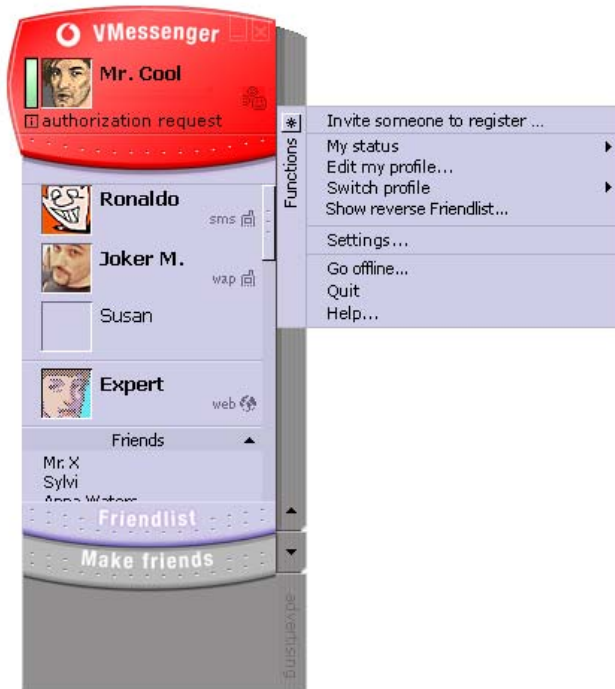 VMessenger
Mr. Cool
authorization request
Functions
Invite someone to register ...
My status
Edit my profile...
Switch profile
Show reverse Friendlist...
Settings...
Go offline...
Quit
Help...
Ronaldo
sms
Joker M.
wap
Susan
Expert
web
Friends
Mr. X
Sylvi
Anna Waters
Friendlist
Make friends
advertising